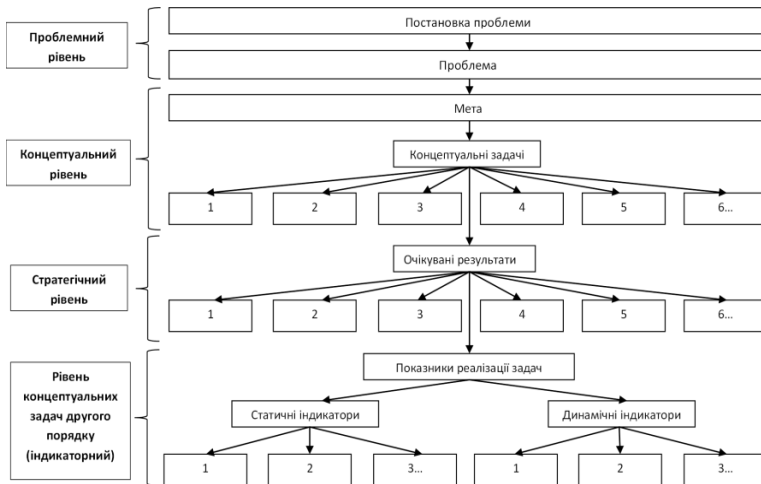 Постановка проблеми
Проблемний
рівень
Проблема
Мета
Концептуальний
рівень
Концептуальні задачі
1 2 3 4 5 6...
Стратегічний
рівень
Очікувані результати
1 2 3 4 5 6...
Рівень
концептуальних
задач другого
порядку
(індикаторний)
Показники реалізації задач
Статичні індикатори Динамічні індикатори
1 2 3... 1 2 3...